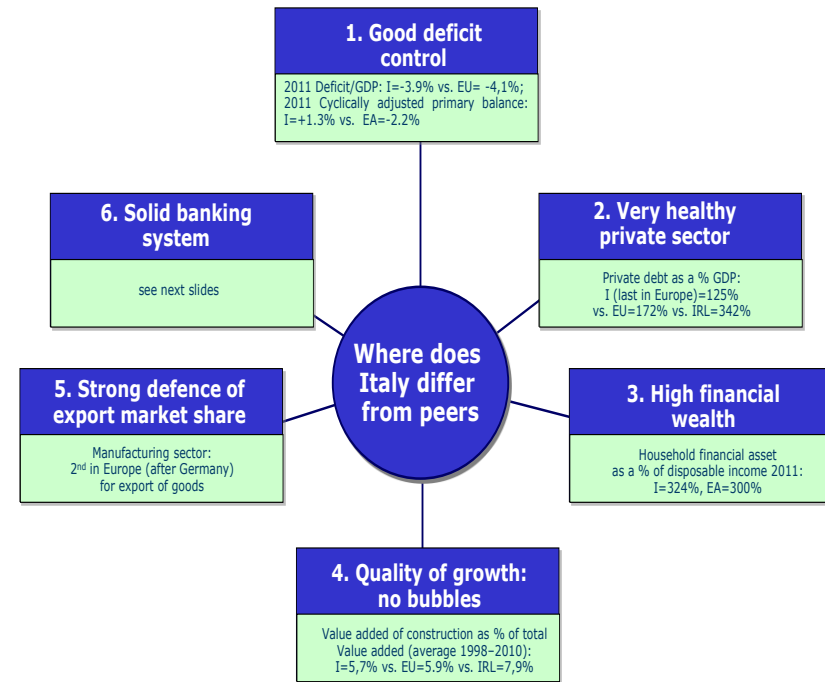 1. Good deficit
control
2011 Deficit/GDP: I=-3.9% vs. EU= -4,1%;
2011 Cyclically adjusted primary balance:
I=+1.3% vs. EA=-2.2%
6. Solid banking
system
see next slides
2. Very healthy
private sector
Private debt as a % GDP:
I (last in Europe)=125%
vs. EU=172% vs. IRL=342%
Where does
Italy differ
from peers
5. Strong defence of
export market share
Manufacturing sector:
2nd in Europe (after Germany)
for export of goods
3. High financial
wealth
Household financial asset
as a % of disposable income 2011:
I=324%, EA=300%
4. Quality of growth:
no bubbles
Value added of construction as % of total
Value added (average 1998–2010):
I=5,7% vs. EU=5.9% vs. IRL=7,9%